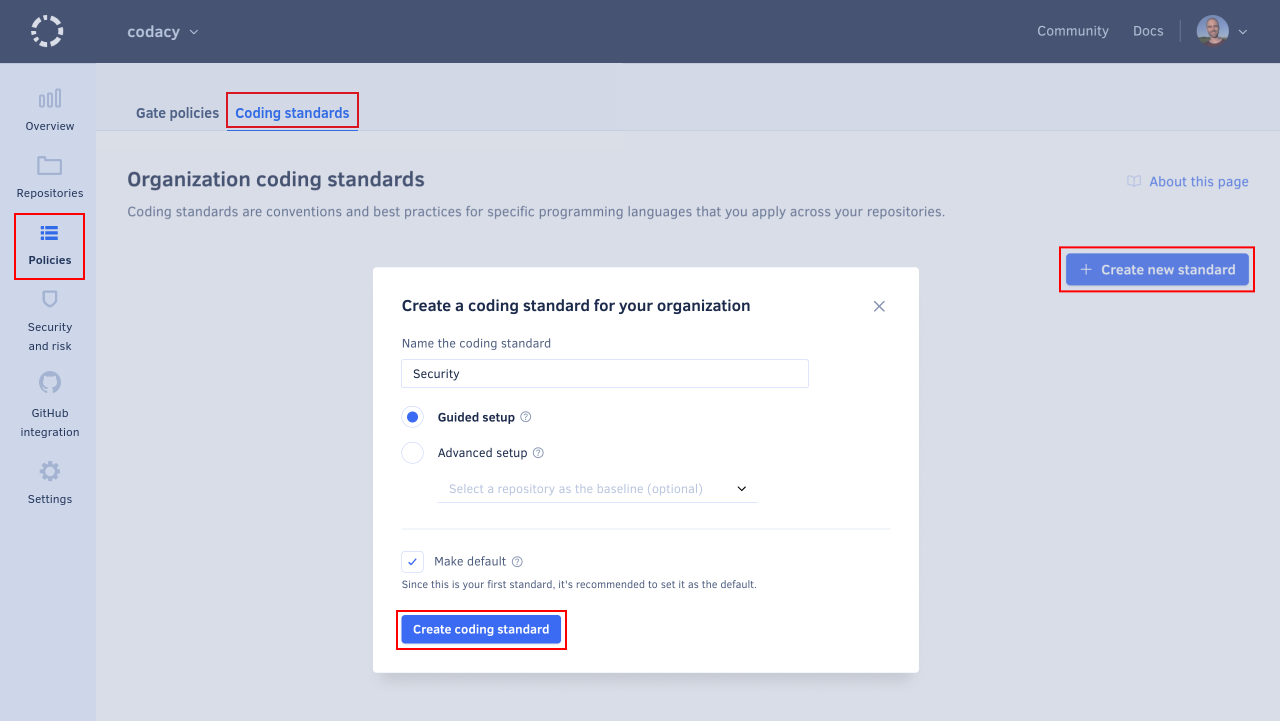 codacy
Community
Docs
Overview
Repositories
Policies
Security
and risk
GitHub
integration
Settings
Gate policies
Coding standards
Organization coding standards
About this page
Coding standards are conventions and best practices for specific programming languages that you apply across your repositories.
+ Create new standard
Create a coding standard for your organization
Name the coding standard
Security
Guided setup
Advanced setup
Select a repository as the baseline (optional)
Make default
Since this is your first standard, it's recommended to set it as the default.
Create coding standard